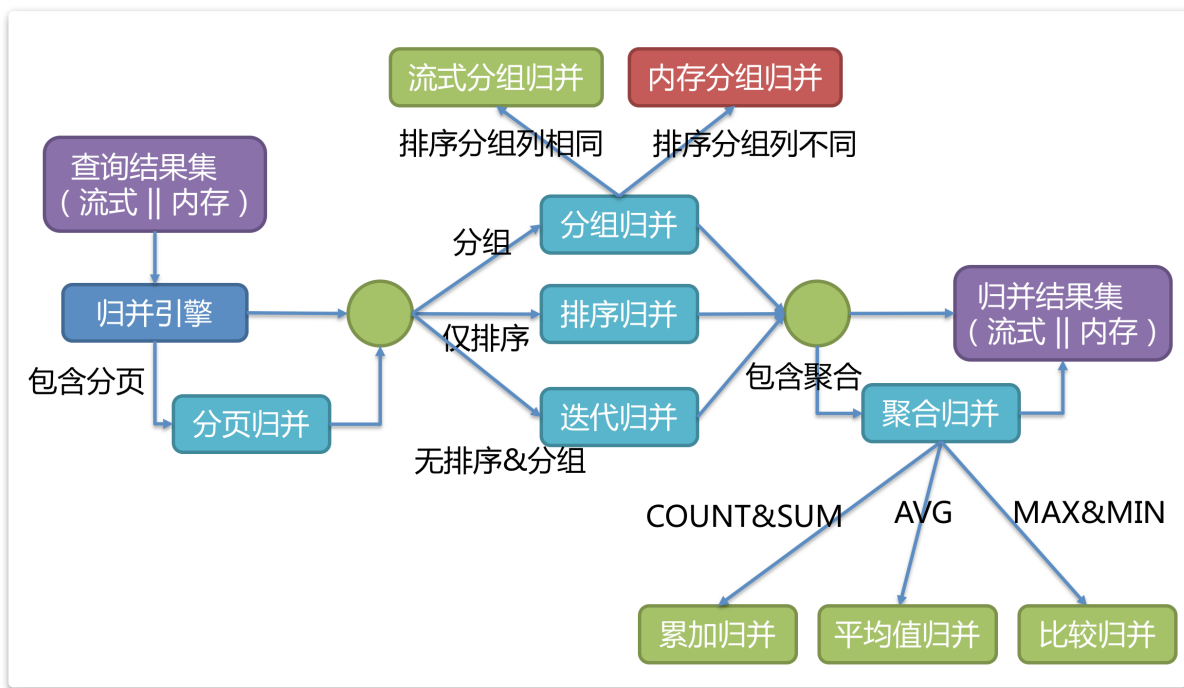 流式分组归并
内存分组归并
排序分组列相同
排序分组列不同
查询结果集
（ 流式 || 内存 ）
分组
分组归并
归并引擎
仅排序
排序归并
归并结果集
（ 流式 || 内存 ）
包含分页
包含聚合
分页归并
迭代归并
聚合归并
无排序&分组
COUNT&SUM
AVG
MAX&MIN
累加归并
平均值归并
比较归并